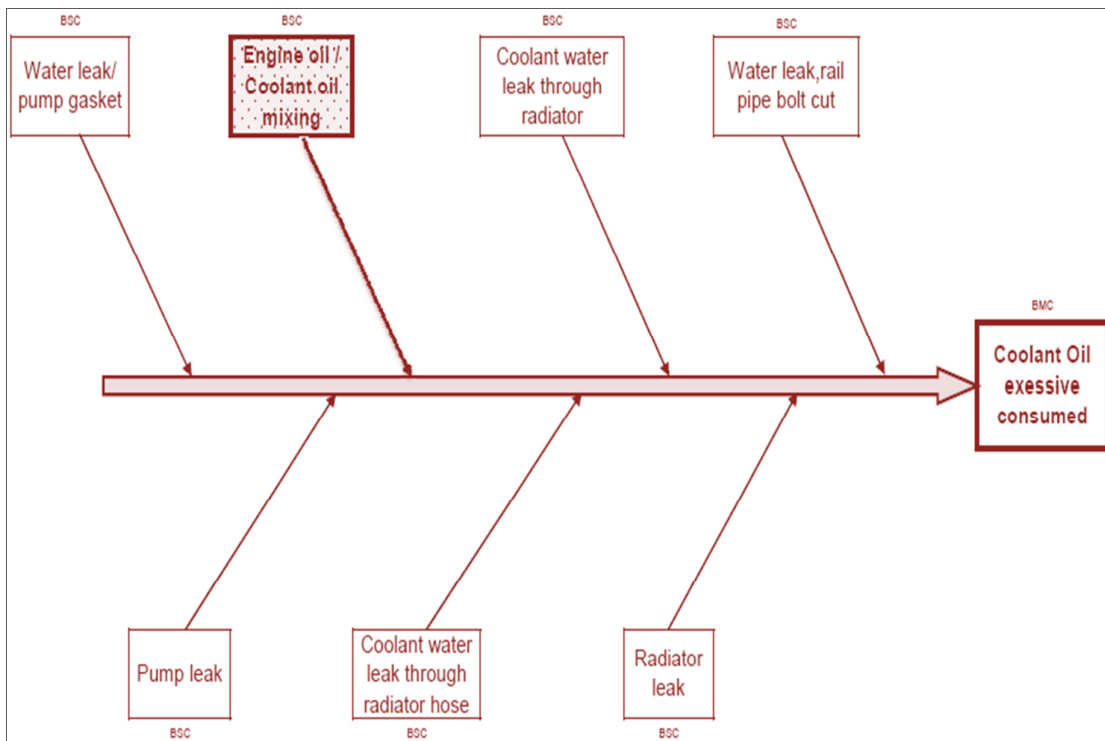 BSC
BSC
BSC
BSC
Water leak/
pump gasket
Engine oil /
Coolant oil
mixing
Coolant water
leak through
radiator
Water leak,rail
pipe bolt cut
BMC
Coolant Oil
exessive
consumed
Pump leak
Coolant water
leak through
radiator hose
Radiator
leak
BSC
BSC
BSC